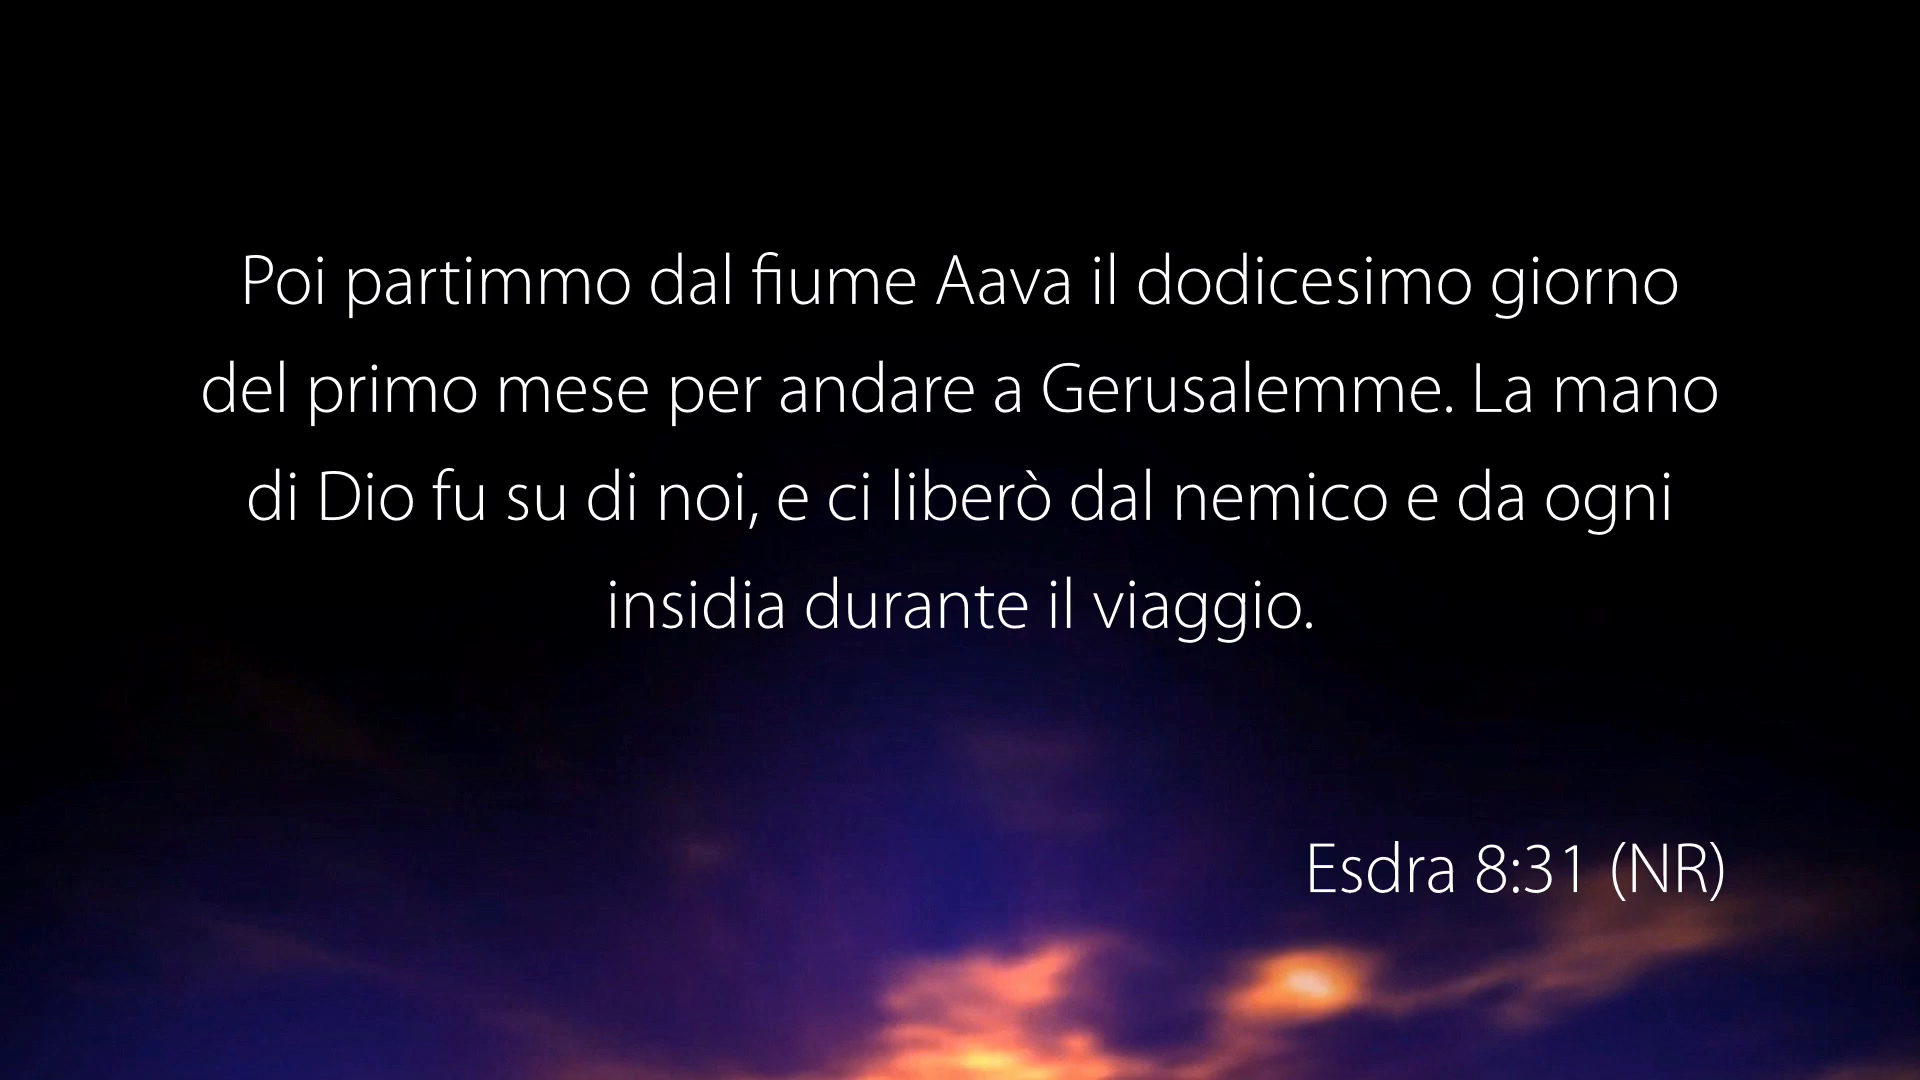 Poi partimmo dal fiume Aava il dodicesimo giorno
del primo mese per andare a Gerusalemme. La mano
di Dio fu su di noi, e ci liberò dal nemico e da ogni
insidia durante il viaggio.
Esdra 8:31 (NR)